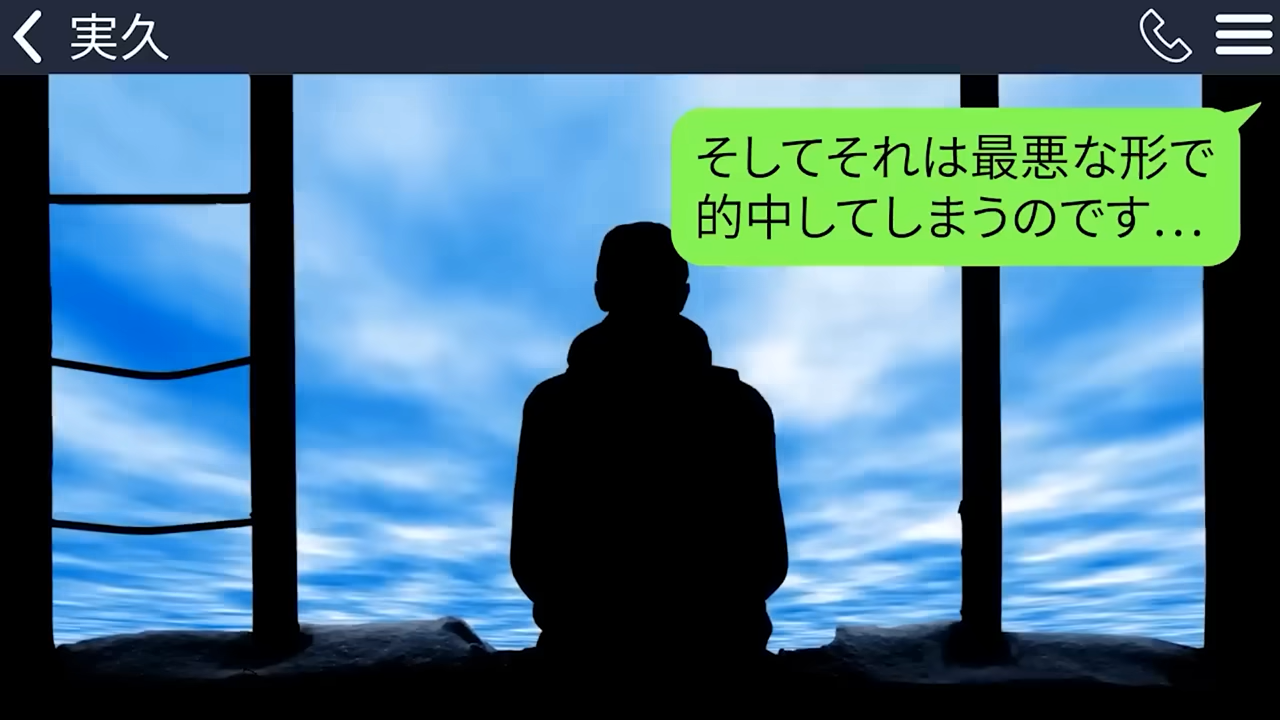 実久
そしてそれは最悪な形で
的中してしまうのです…